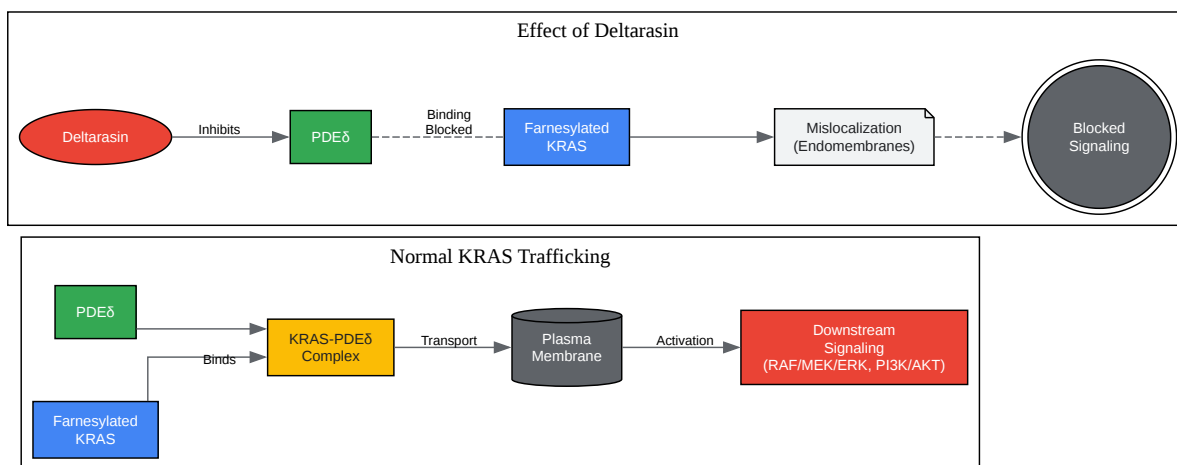 Effect of Deltarasin
Deltarasin
Inhibits
PDEδ
Binding
Blocked
Farnesylated
KRAS
Mislocalization
(Endomembranes)
Blocked
Signaling
Normal KRAS Trafficking
PDEδ
Farnesylated
KRAS
Binds
KRAS-PDEδ
Complex
Transport
Plasma
Membrane
Activation
Downstream
Signaling
(RAF/MEK/ERK, PI3K/AKT)